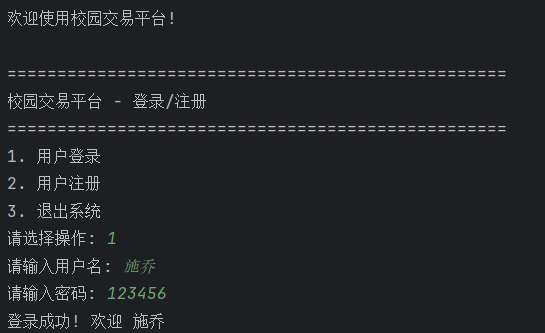 欢迎使用校园交易平台!
==================================================
校园交易平台 - 登录/注册
==================================================
1. 用户登录
2. 用户注册
3. 退出系统
请选择操作: 1
请输入用户名: 施乔
请输入密码: 123456
登录成功! 欢迎 施乔